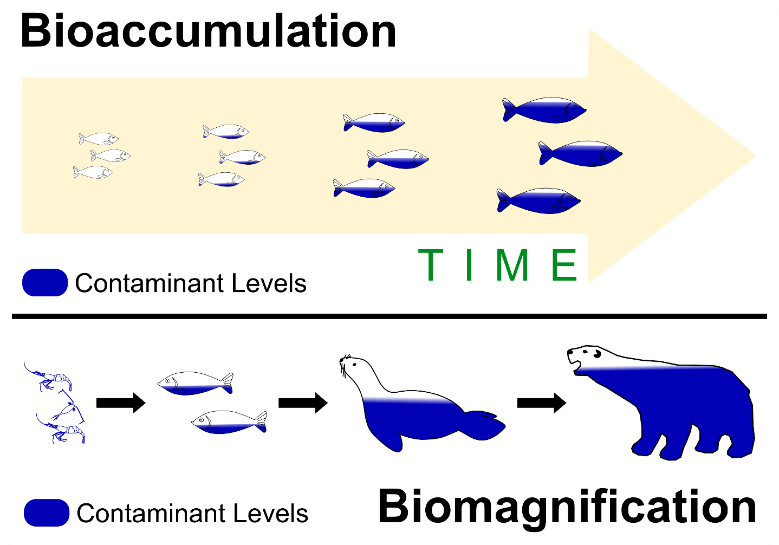 Bioaccumulation
T I M E
Contaminant Levels
Contaminant Levels
Biomagnification